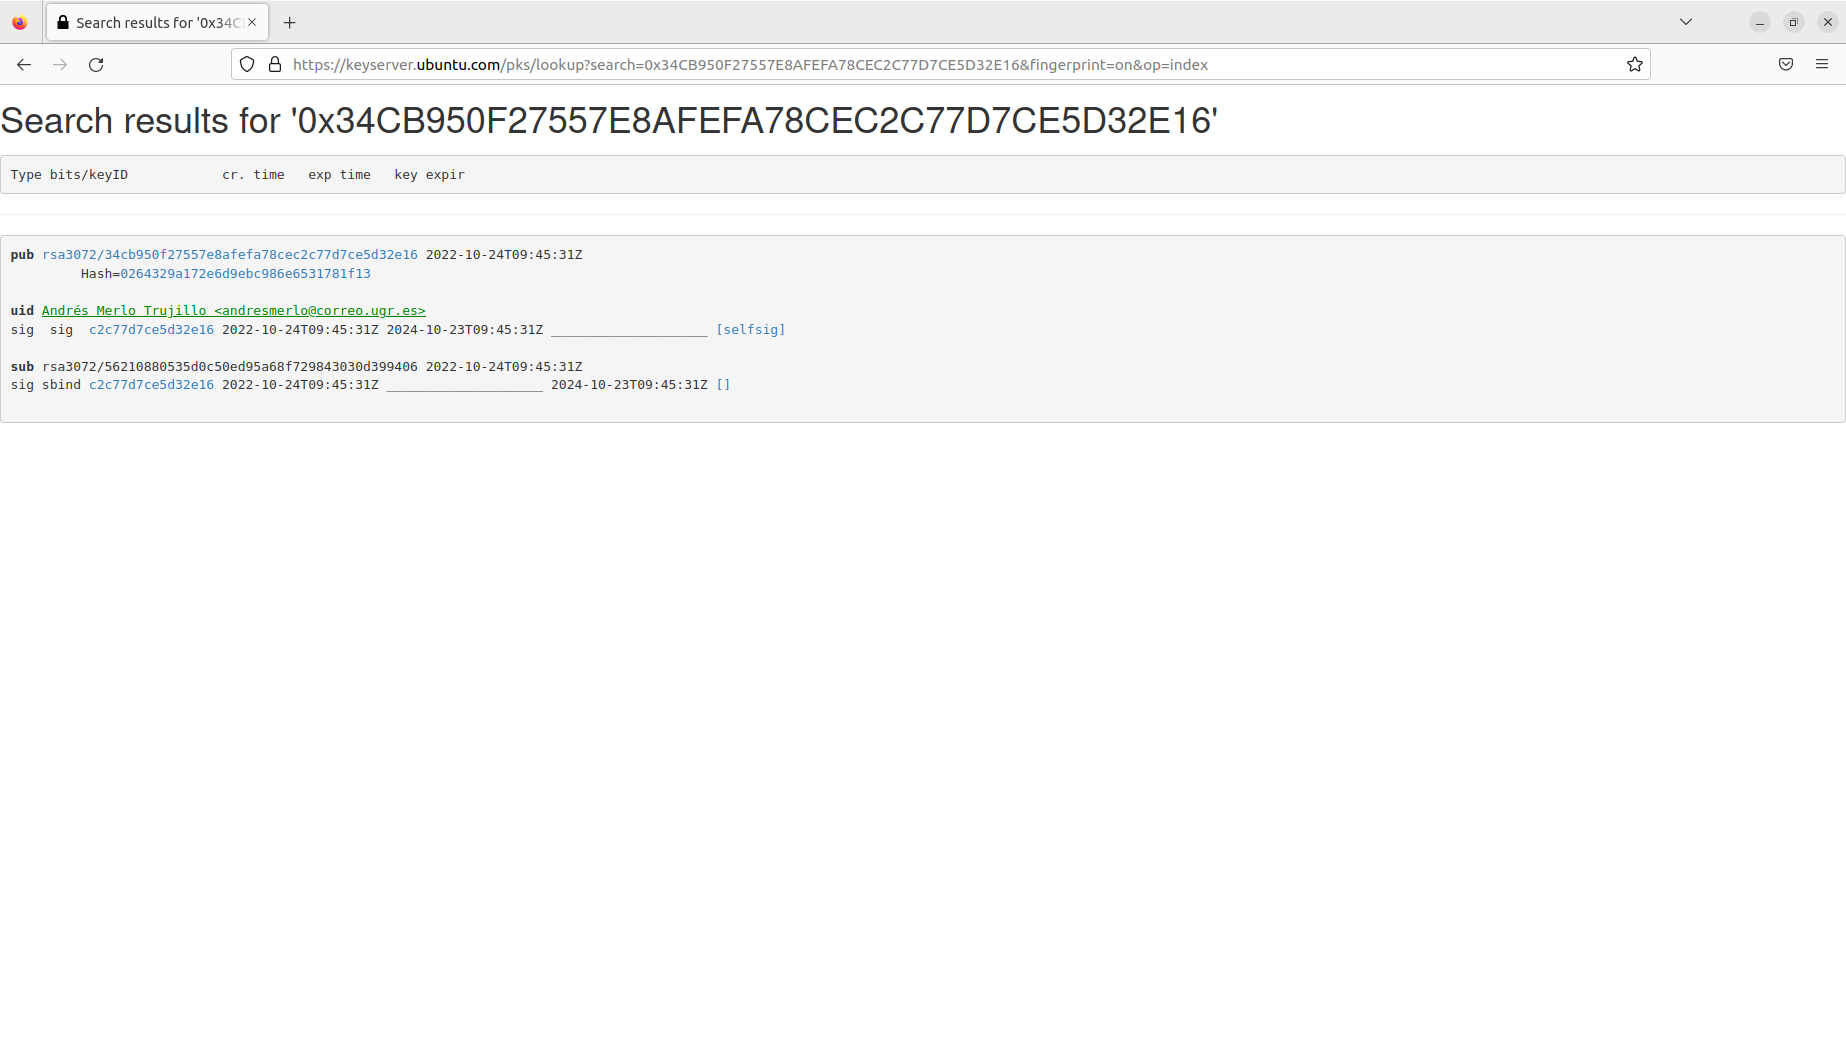 Search results for '0x34C
https://keyserver.ubuntu.com/pks/lookup?search=0x34CB950F27557E8AFEFA78CEC2C77D7CE5D32E16&fingerprint=on&op=index
Search results for '0x34CB950F27557E8AFEFA78CEC2C77D7CE5D32E16'
Type bits/keyID            cr. time   exp time   key expir
pub rsa3072/34cb950f27557e8afefa78cec2c77d7ce5d32e16 2022-10-24T09:45:31Z
Hash=0264329a172e6d9ebc986e6531781f13
uid Andrés Merlo Trujillo <andresmerlo@correo.ugr.es>
sig  sig  c2c77d7ce5d32e16 2022-10-24T09:45:31Z 2024-10-23T09:45:31Z ____________________ [selfsig]
sub rsa3072/56210880535d0c50ed95a68f729843030d399406 2022-10-24T09:45:31Z
sig sbind c2c77d7ce5d32e16 2022-10-24T09:45:31Z ____________________ 2024-10-23T09:45:31Z []